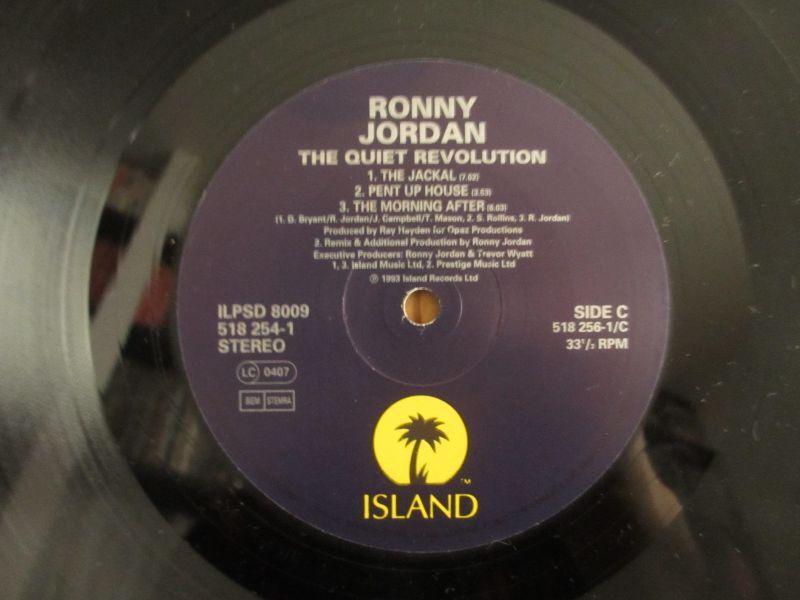 RONNY
JORDAN
THE QUIET REVOLUTION
1. THE JACKAL (7.02)
2. PENT UP HOUSE (3.53)
3. THE MORNING AFTER (6.03)
(1. D. Bryant/R. Jordan/J. Campbell/T. Mason, 2. S. Rollins, 3. R. Jordan)
Produced by Ray Hayden for Opaz Productions
2. Remix & Additional Production by Ronny Jordan
Executive Producers: Ronny Jordan & Trevor Wyatt
1, 3. Island Music Ltd, 2. Prestige Music Ltd
℗ 1993 Island Records Ltd
ILPSD 8009
518 254-1
STEREO
LC 0407
BIEM STEMRA
SIDE C
518 256-1/C
33¹/₃ RPM
TM
ISLAND